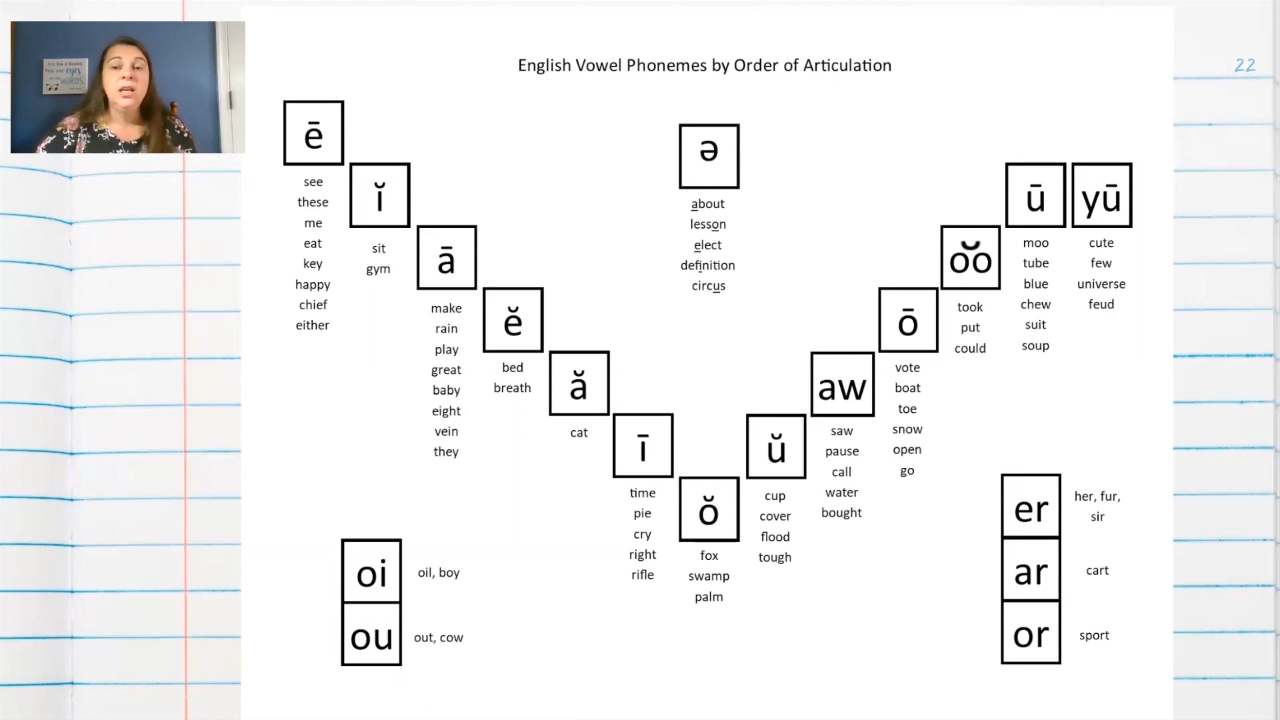 English Vowel Phonemes by Order of Articulation
22
ē
see
these
me
eat
key
happy
chief
either
ĭ
sit
gym
ā
make
rain
play
great
baby
eight
vein
they
ĕ
bed
breath
ă
cat
ī
time
pie
cry
right
rifle
ŏ
fox
swamp
palm
ŭ
cup
cover
flood
tough
aw
saw
pause
call
water
bought
ō
vote
boat
toe
snow
open
go
o͝o
took
put
could
ū
moo
tube
blue
chew
suit
soup
yū
cute
few
universe
feud
ə
about
lesson
elect
definition
circus
oi
oil, boy
ou
out, cow
er
her, fur,
sir
ar
cart
or
sport